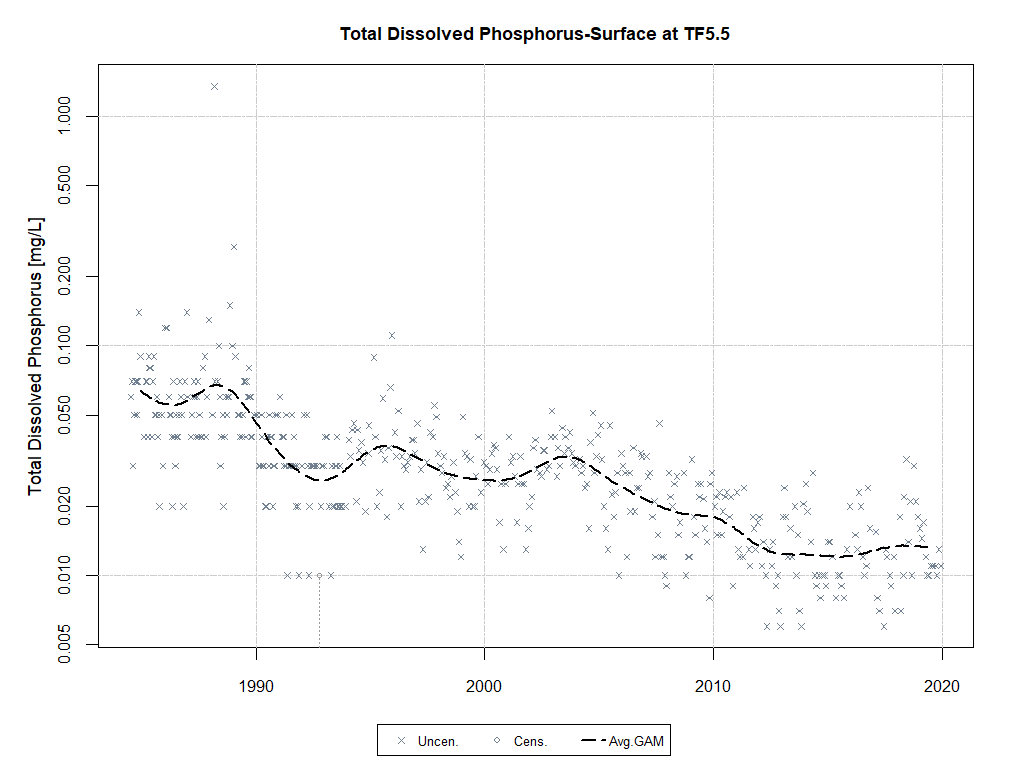 Total Dissolved Phosphorus-Surface at TF5.5
Total Dissolved Phosphorus [mg/L]
1.000
0.500
0.200
0.100
0.050
0.020
0.010
0.005
1990
2000
2010
2020
Uncen.
Cens.
Avg.GAM